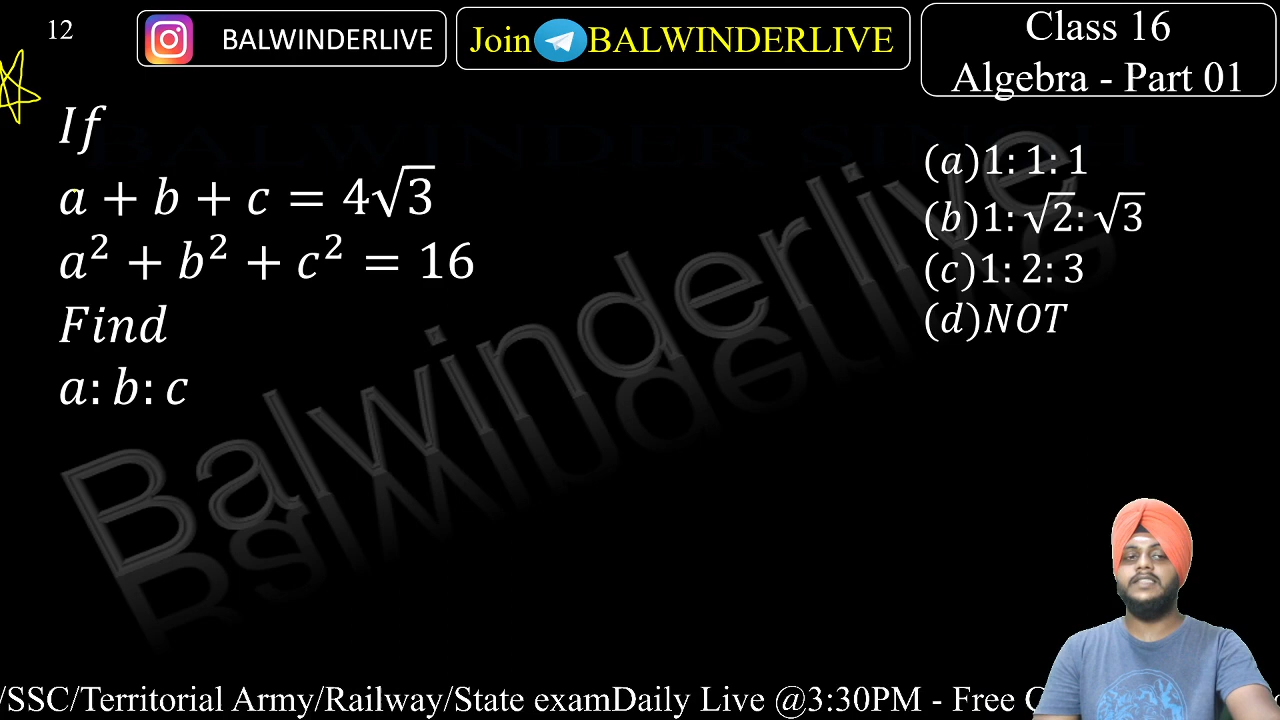 12
BALWINDERLIVE
Join BALWINDERLIVE
Class 16
Algebra - Part 01
If
a + b + c = 4√3
a² + b² + c² = 16
Find
a: b: c
(a)1: 1: 1
(b)1: √2: √3
(c)1: 2: 3
(d)NOT
BALWINDER SINGH
Balwinderlive
/SSC/Territorial Army/Railway/State examDaily Live @3:30PM - Free